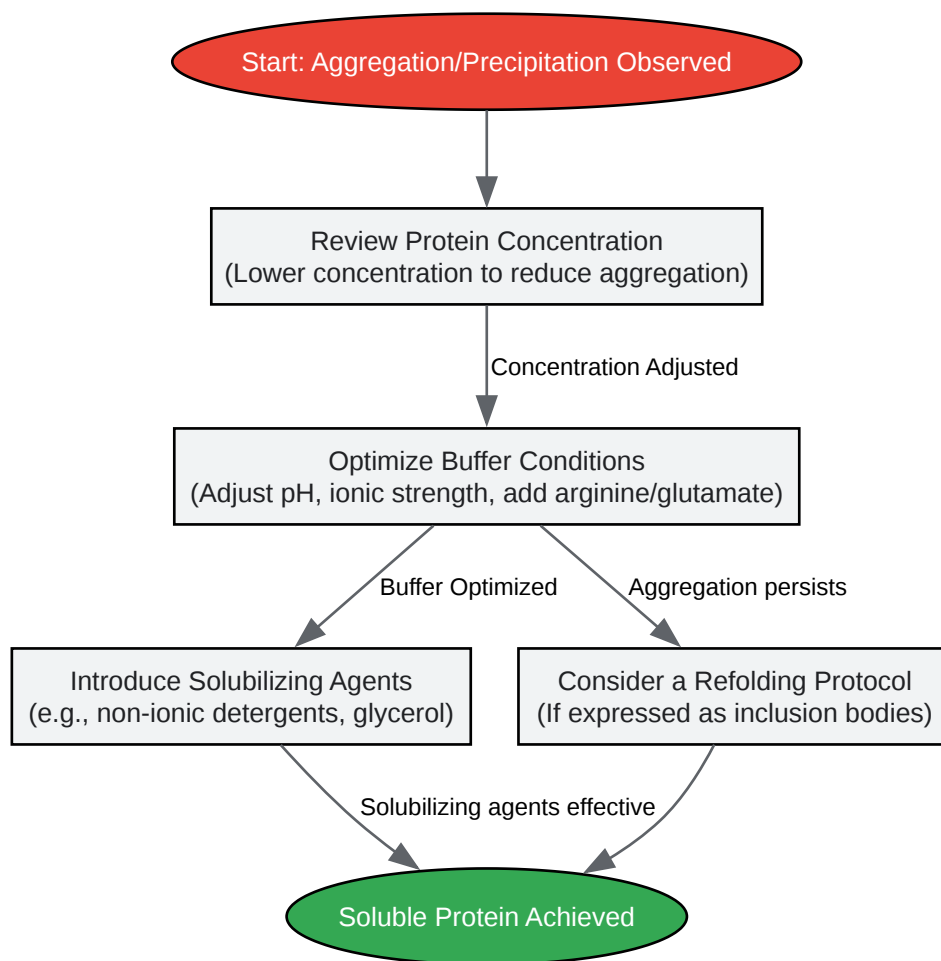 Start: Aggregation/Precipitation Observed
Review Protein Concentration
(Lower concentration to reduce aggregation)
Concentration Adjusted
Optimize Buffer Conditions
(Adjust pH, ionic strength, add arginine/glutamate)
Buffer Optimized
Aggregation persists
Introduce Solubilizing Agents
(e.g., non-ionic detergents, glycerol)
Consider a Refolding Protocol
(If expressed as inclusion bodies)
Solubilizing agents effective
Soluble Protein Achieved